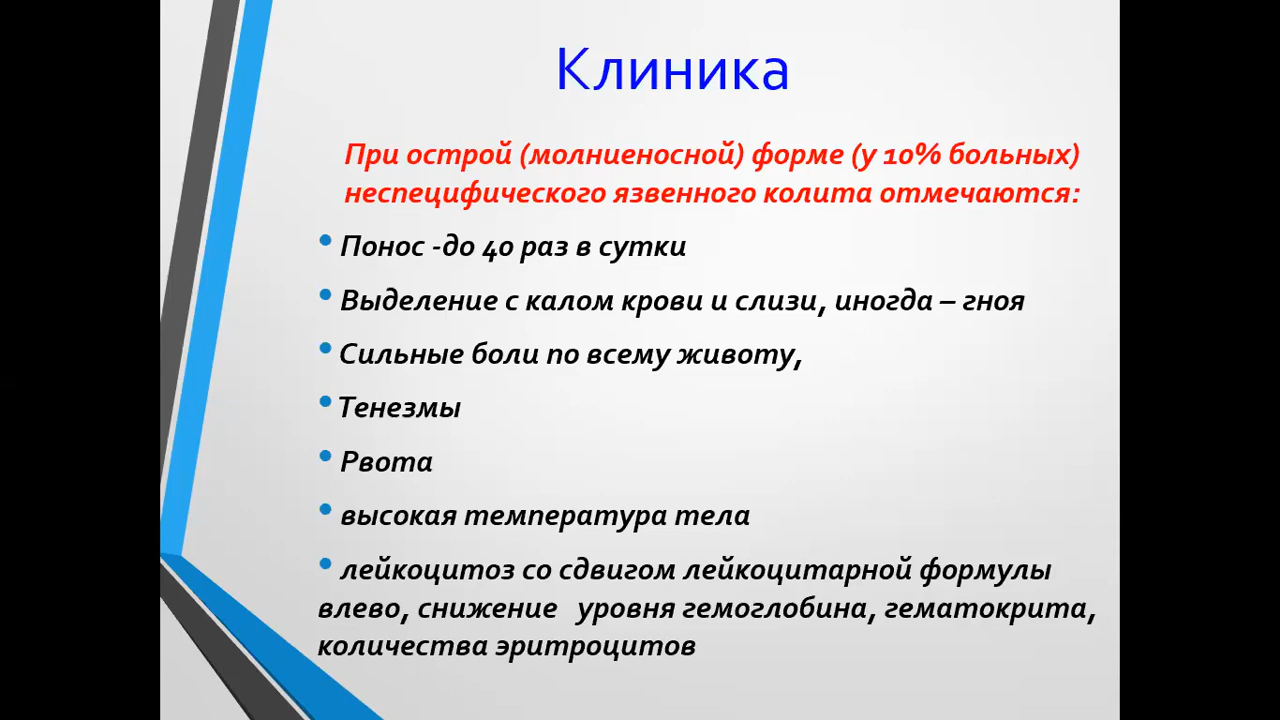 Клиника
При острой (молниеносной) форме (у 10% больных)
неспецифического язвенного колита отмечаются:
• Понос -до 40 раз в сутки
• Выделение с калом крови и слизи, иногда – гноя
• Сильные боли по всему животу,
• Тенезмы
• Рвота
• высокая температура тела
• лейкоцитоз со сдвигом лейкоцитарной формулы
влево, снижение уровня гемоглобина, гематокрита,
количества эритроцитов